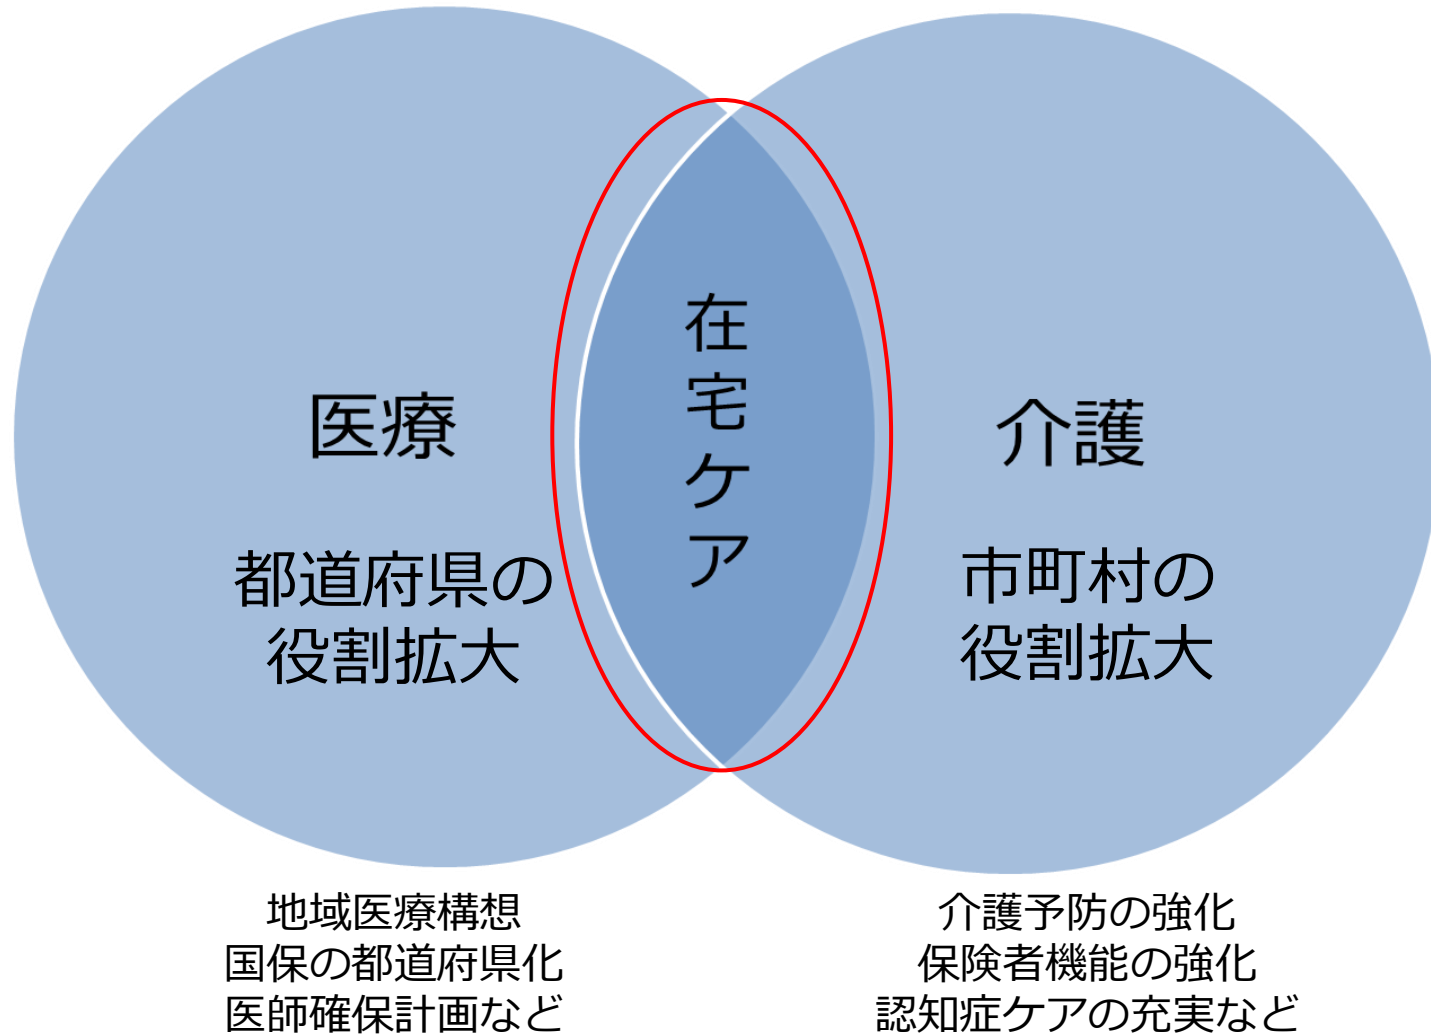 医療
都道府県の
役割拡大
在宅ケア
介護
市町村の
役割拡大
地域医療構想
国保の都道府県化
医師確保計画など
介護予防の強化
保険者機能の強化
認知症ケアの充実など